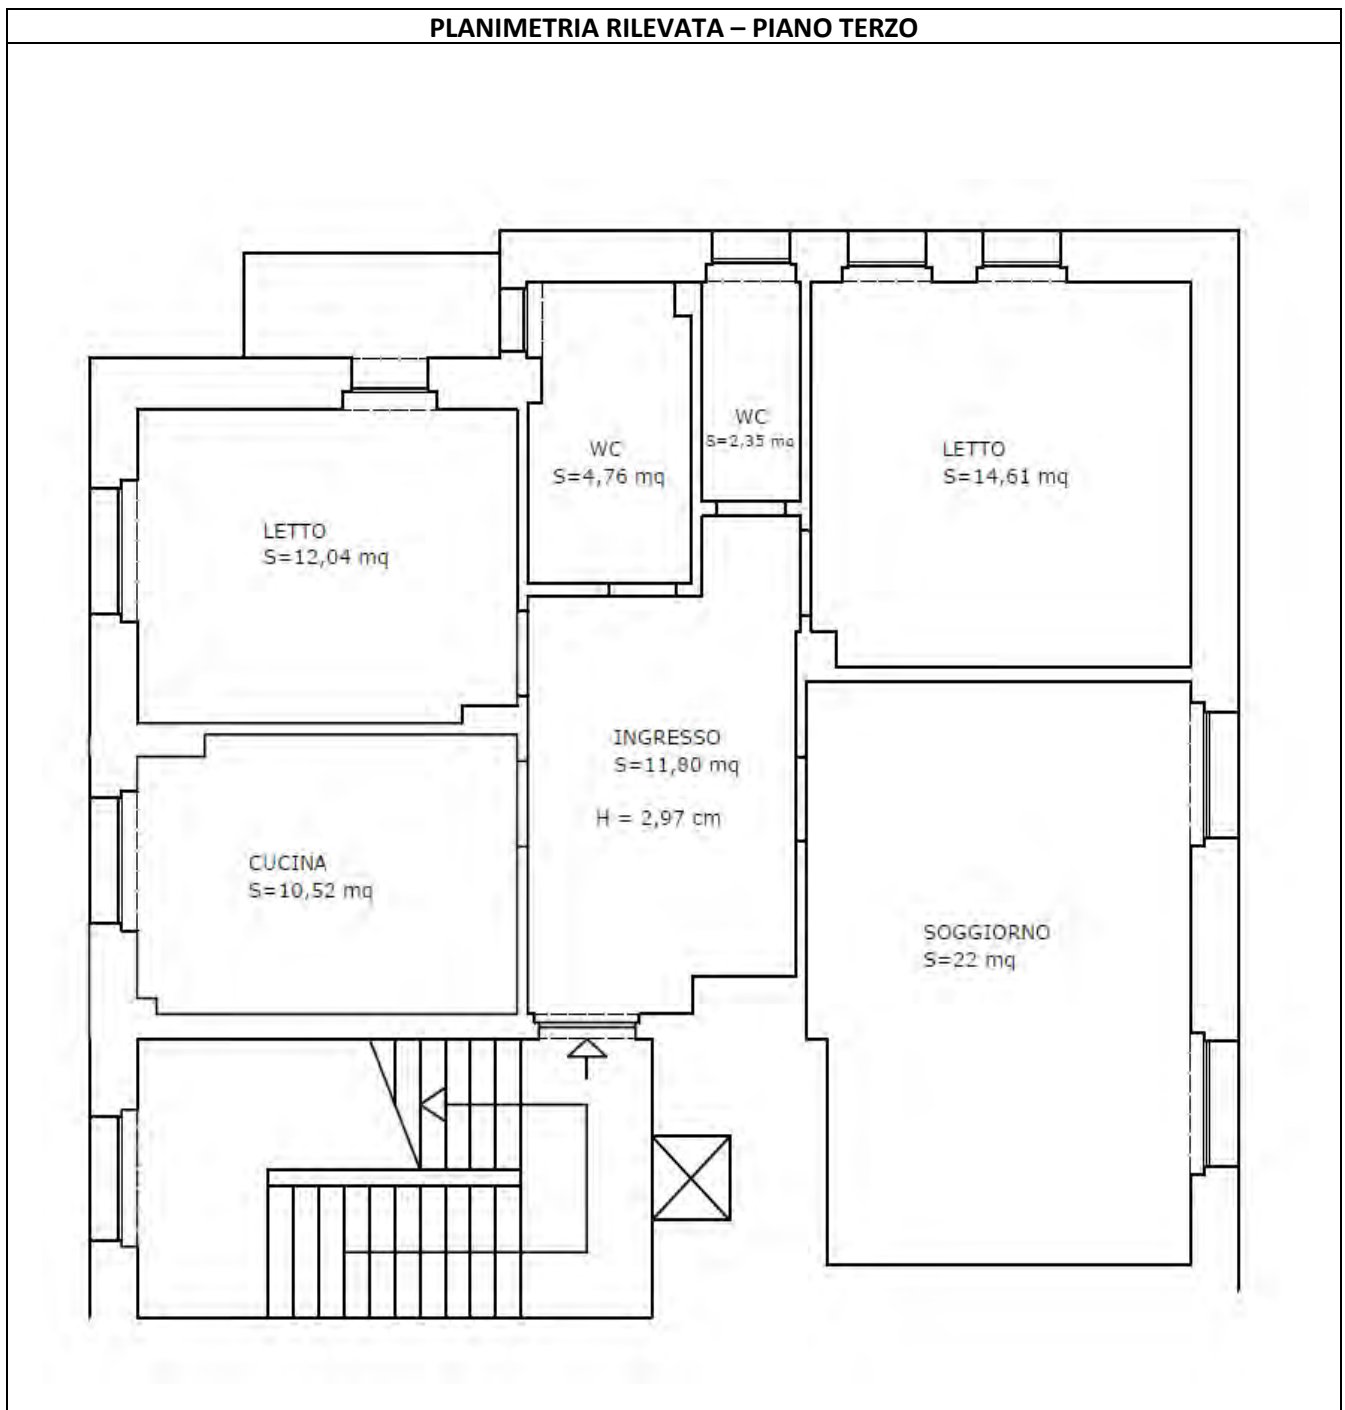 PLANIMETRIA RILEVATA – PIANO TERZO
WC
S=2,35 mq
WC
S=4,76 mq
LETTO
S=14,61 mq
LETTO
S=12,04 mq
INGRESSO
S=11,80 mq
H = 2,97 cm
CUCINA
S=10,52 mq
SOGGIORNO
S=22 mq